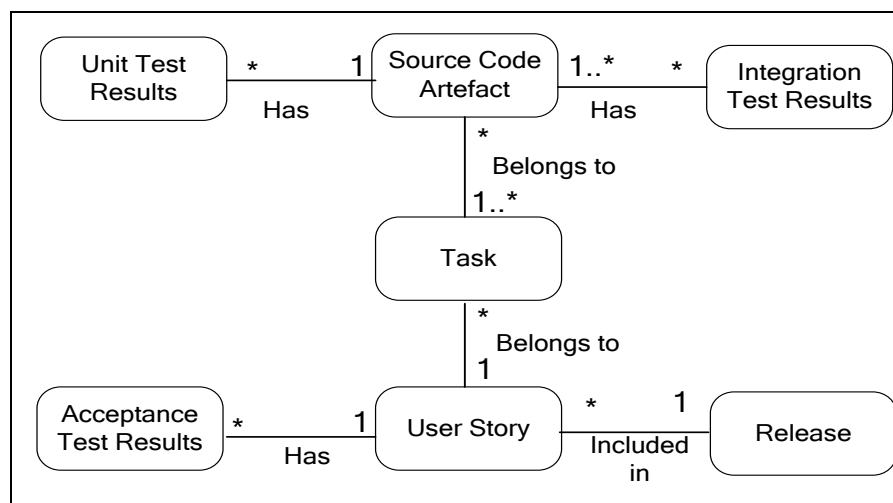 Unit Test
Results
*
1
Has
Source Code
Artefact
1..*
*
Has
Integration
Test Results
*
Belongs to
1..*
Task
*
Belongs to
1
Acceptance
Test Results
*
1
Has
User Story
*
1
Included
in
Release